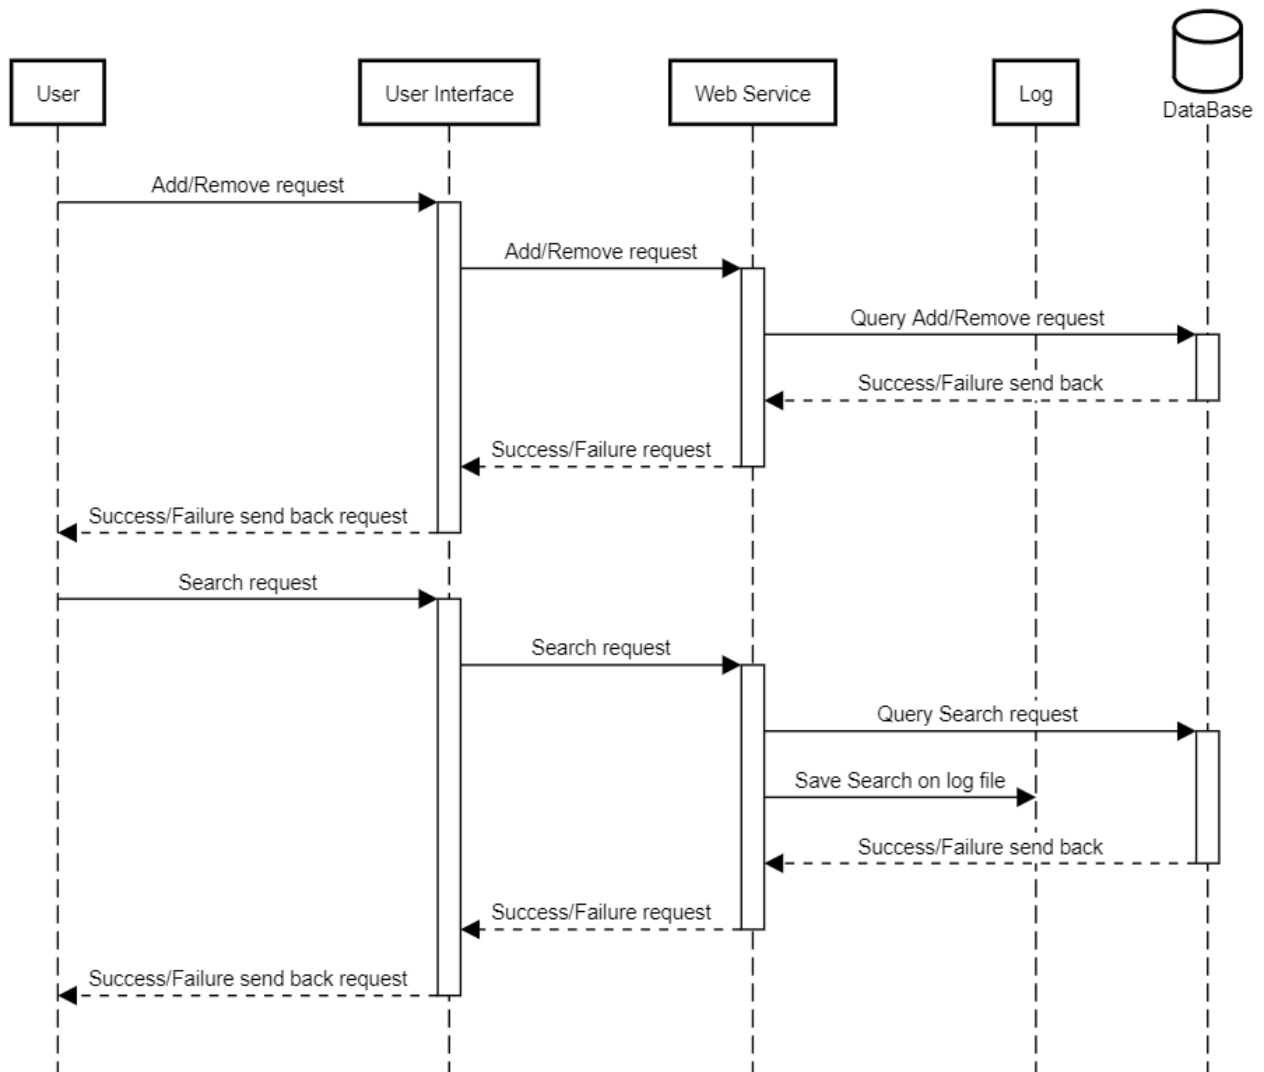 User
User Interface
Web Service
Log
DataBase
Add/Remove request
Add/Remove request
Query Add/Remove request
Success/Failure send back
Success/Failure request
Success/Failure send back request
Search request
Search request
Query Search request
Save Search on log file
Success/Failure send back
Success/Failure request
Success/Failure send back request